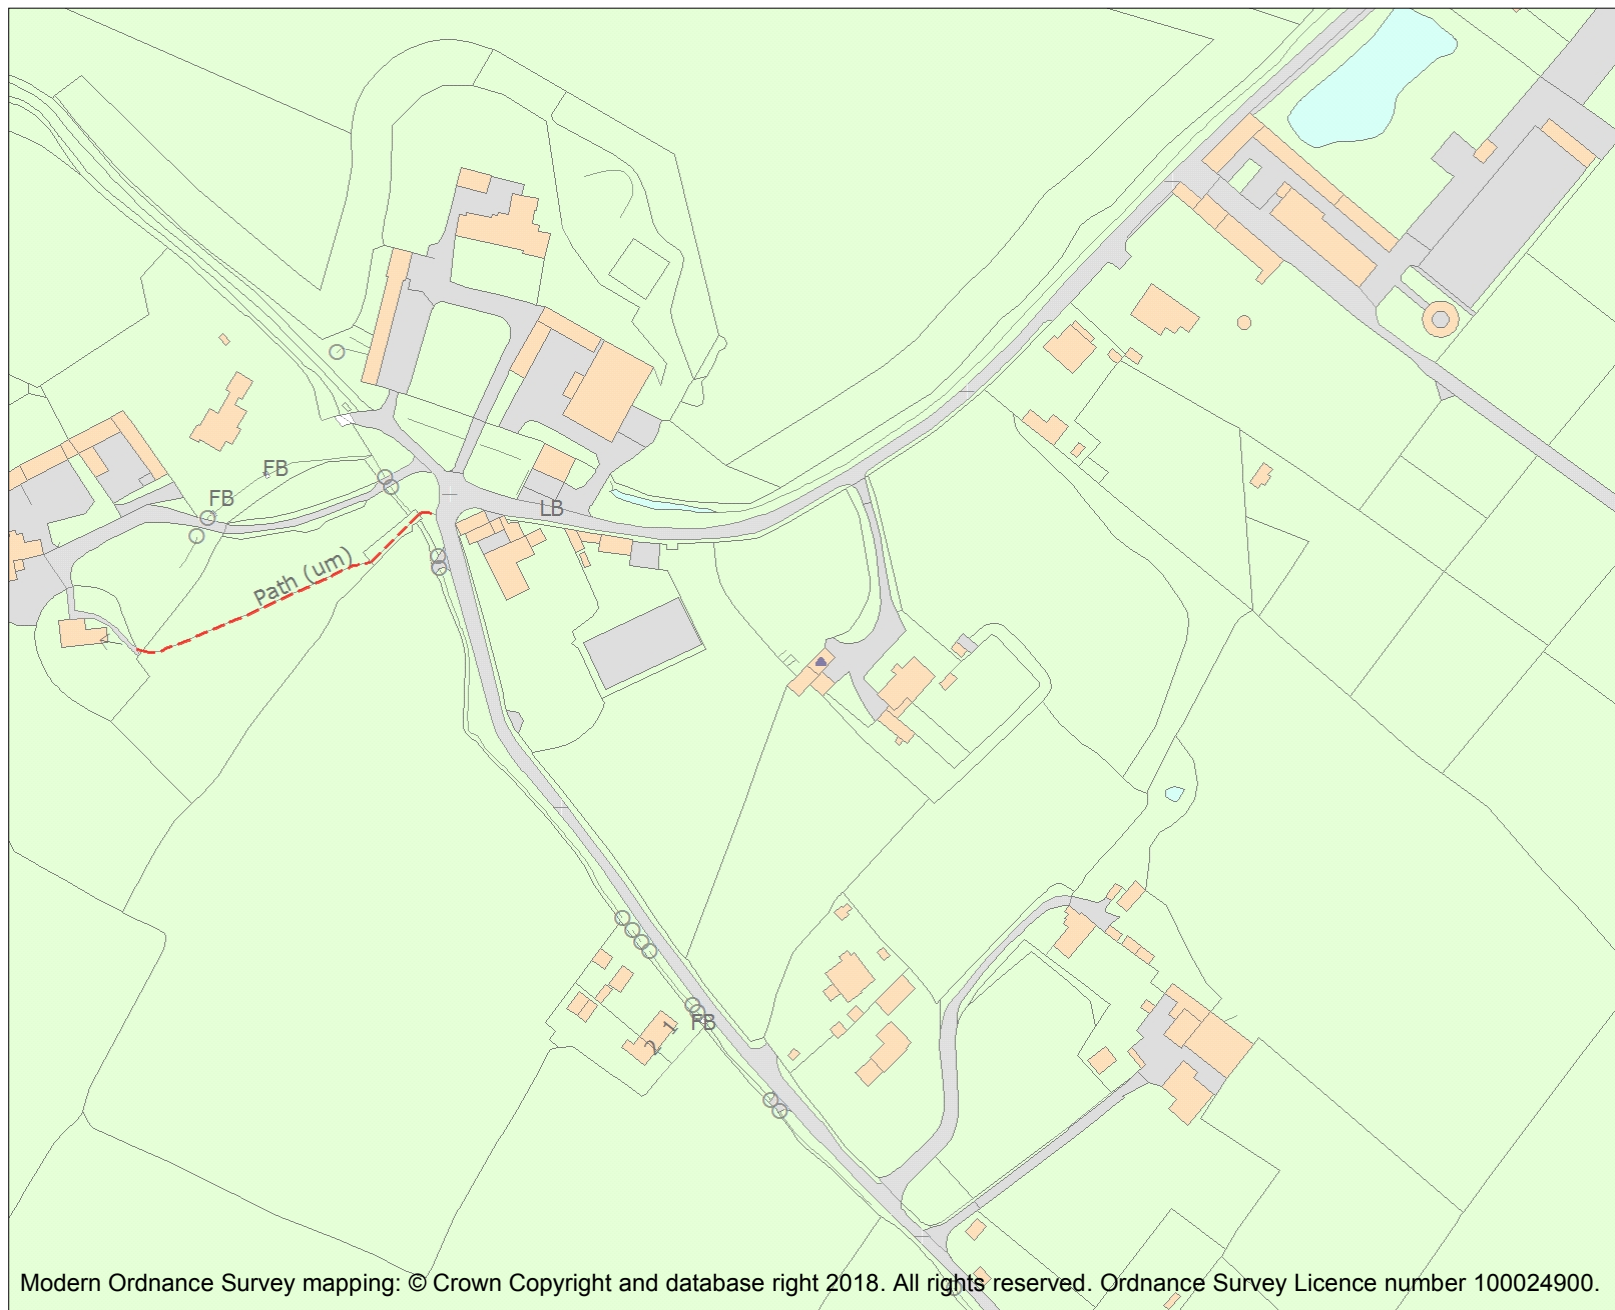 FB
FB
LB
Path (um)
FB
1
2
Modern Ordnance Survey mapping: © Crown Copyright and database right 2018. All rights reserved. Ordnance Survey Licence number 100024900.